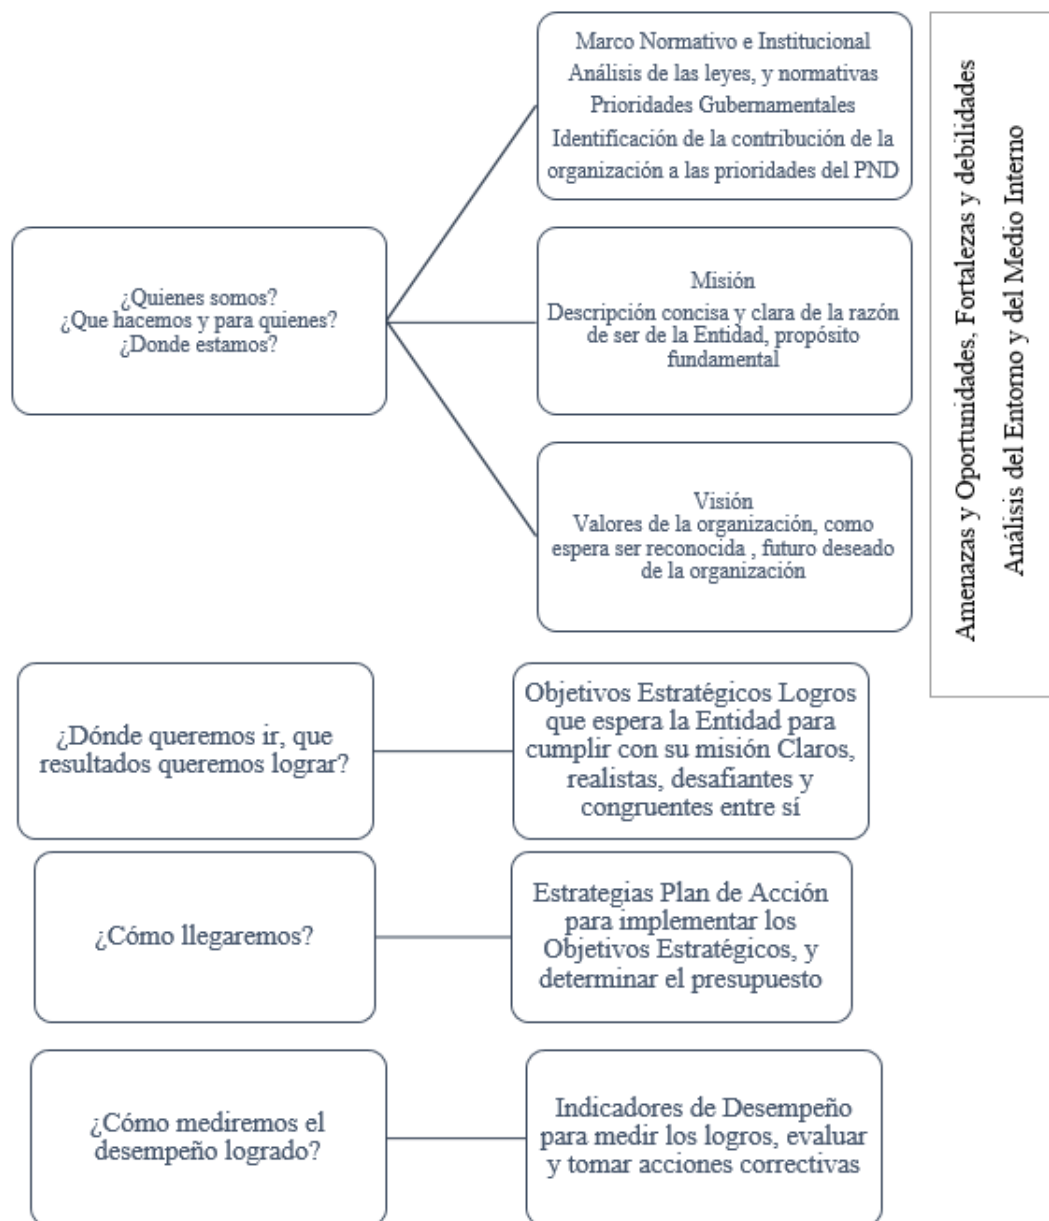 Marco Normativo e Institucional
Análisis de las leyes, y normativas
Prioridades Gubernamentales
Identificación de la contribución de la
organización a las prioridades del PND
¿Quienes somos?
¿Que hacemos y para quienes?
¿Donde estamos?
Misión
Descripción concisa y clara de la razón
de ser de la Entidad, propósito
fundamental
Visión
Valores de la organización, como
espera ser reconocida , futuro deseado
de la organización
Amenazas y Oportunidades, Fortalezas y debilidades
Análisis del Entorno y del Medio Interno
¿Dónde queremos ir, que
resultados queremos lograr?
Objetivos Estratégicos Logros
que espera la Entidad para
cumplir con su misión Claros,
realistas, desafiantes y
congruentes entre sí
¿Cómo llegaremos?
Estrategias Plan de Acción
para implementar los
Objetivos Estratégicos, y
determinar el presupuesto
¿Cómo mediremos el
desempeño logrado?
Indicadores de Desempeño
para medir los logros, evaluar
y tomar acciones correctivas